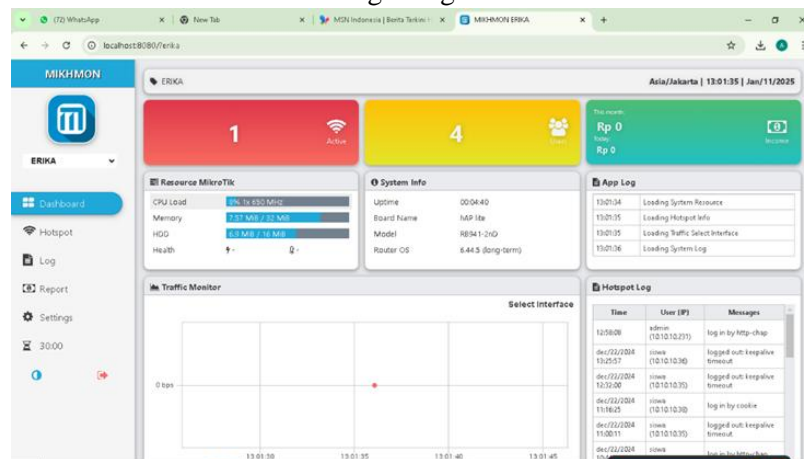 (72) WhatsApp
New Tab
MSN Indonesia | Berita Terkini
MIKHMON ERIKA
localhost:8080/?erika
MIKHMON
ERIKA
Asia/Jakarta | 13:01:35 | Jan/11/2025
ERIKA
Dashboard
Hotspot
Log
Report
Settings
30:00
1
Active
4
Users
This month
Rp 0
Today
Rp 0
Income
Resource MikroTik
CPU Load
0% 1x 650 MHz
Memory
7.57 MiB / 32 MiB
HDD
6.9 MiB / 16 MiB
Health
System Info
Uptime 00:04:40
Board Name hAP lite
Model RB941-2nD
Router OS 6.44.5 (long-term)
App Log
13:01:34 Loading System Resource
13:01:35 Loading Hotspot Info
13:01:35 Loading Traffic Select Interface
13:01:36 Loading System Log
Traffic Monitor
Select Interface
0 bps
13:01:30 13:01:35 13:01:40 13:01:45
Hotspot Log
Time User (IP) Messages
12:58:08 admin (10.10.10.231) log in by http-chap
dec/22/2024 13:25:57 siswa (10.10.10.36) logged out: keepalive timeout
dec/22/2024 12:32:00 siswa (10.10.10.35) logged out: keepalive timeout
dec/22/2024 11:16:25 siswa (10.10.10.30) log in by cookie
dec/22/2024 11:00:11 siswa (10.10.10.35) logged out: keepalive timeout
dec/22/2024 siswa log in by http-chap